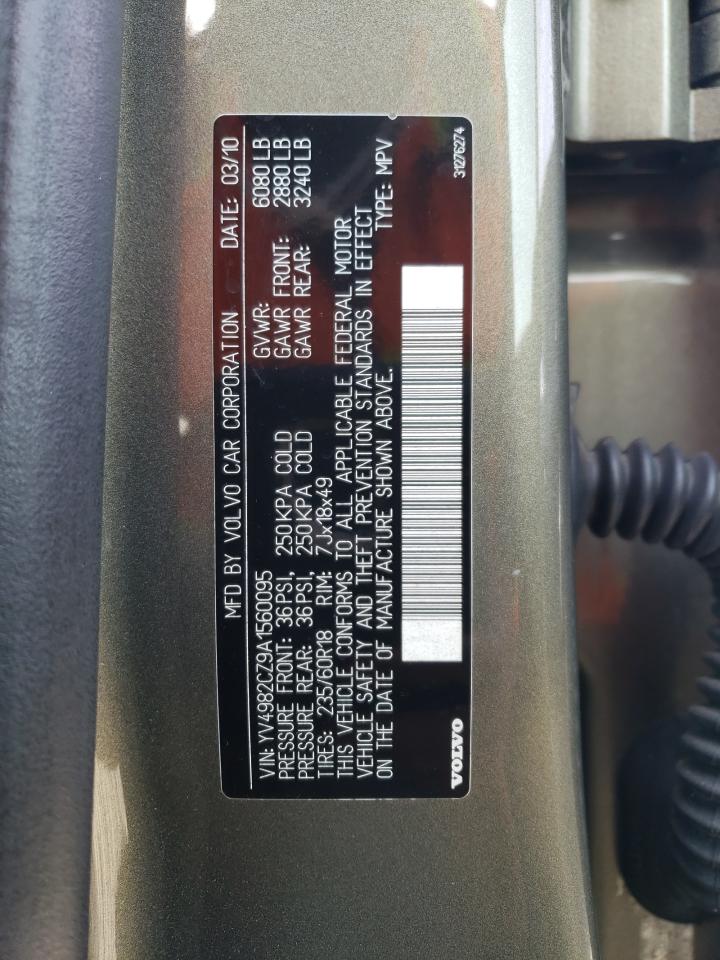 MFD BY VOLVO CAR CORPORATION DATE: 03/10
VIN: YV4982CZ9A1560095 GVWR: 6080 LB
PRESSURE FRONT: 36PSI, 250KPA COLD GAWR FRONT: 2880 LB
PRESSURE REAR: 36PSI, 250KPA COLD GAWR REAR: 3240 LB
TIRES: 235/60R18 RIM: 7Jx18x49
THIS VEHICLE CONFORMS TO ALL APPLICABLE FEDERAL MOTOR
VEHICLE SAFETY AND THEFT PREVENTION STANDARDS IN EFFECT
ON THE DATE OF MANUFACTURE SHOWN ABOVE. TYPE: MPV
VOLVO 31276274